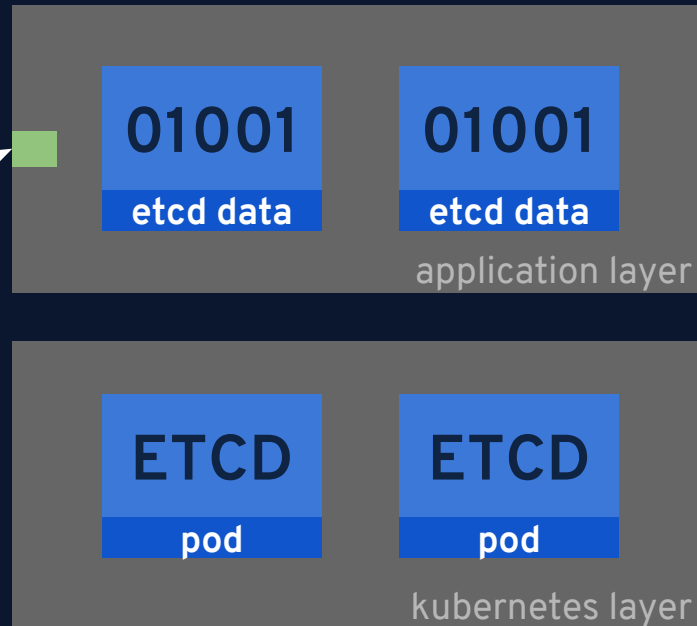 01001 01001
etcd data etcd data
application layer
ETCD ETCD
pod pod
kubernetes layer